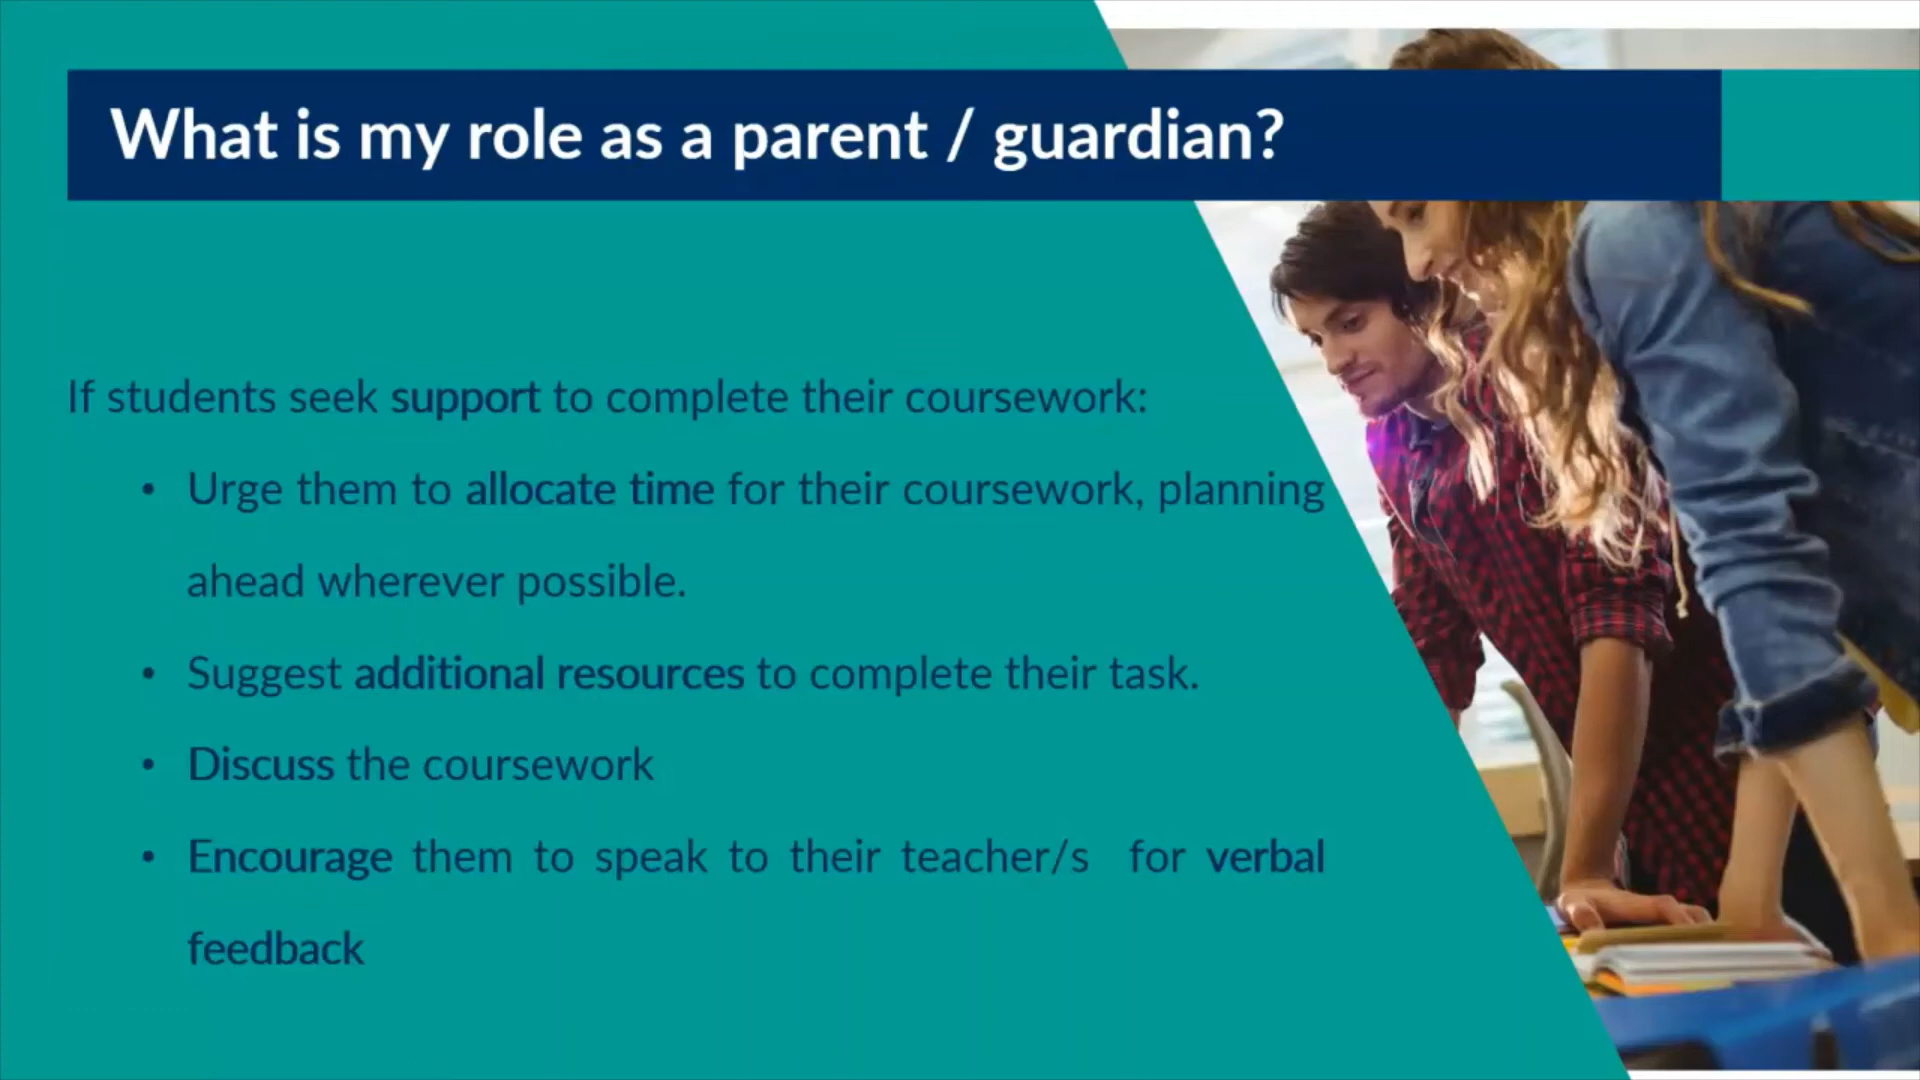 What is my role as a parent / guardian?
If students seek support to complete their coursework:
• Urge them to allocate time for their coursework, planning
ahead wherever possible.
• Suggest additional resources to complete their task.
• Discuss the coursework
• Encourage them to speak to their teacher/s for verbal
feedback